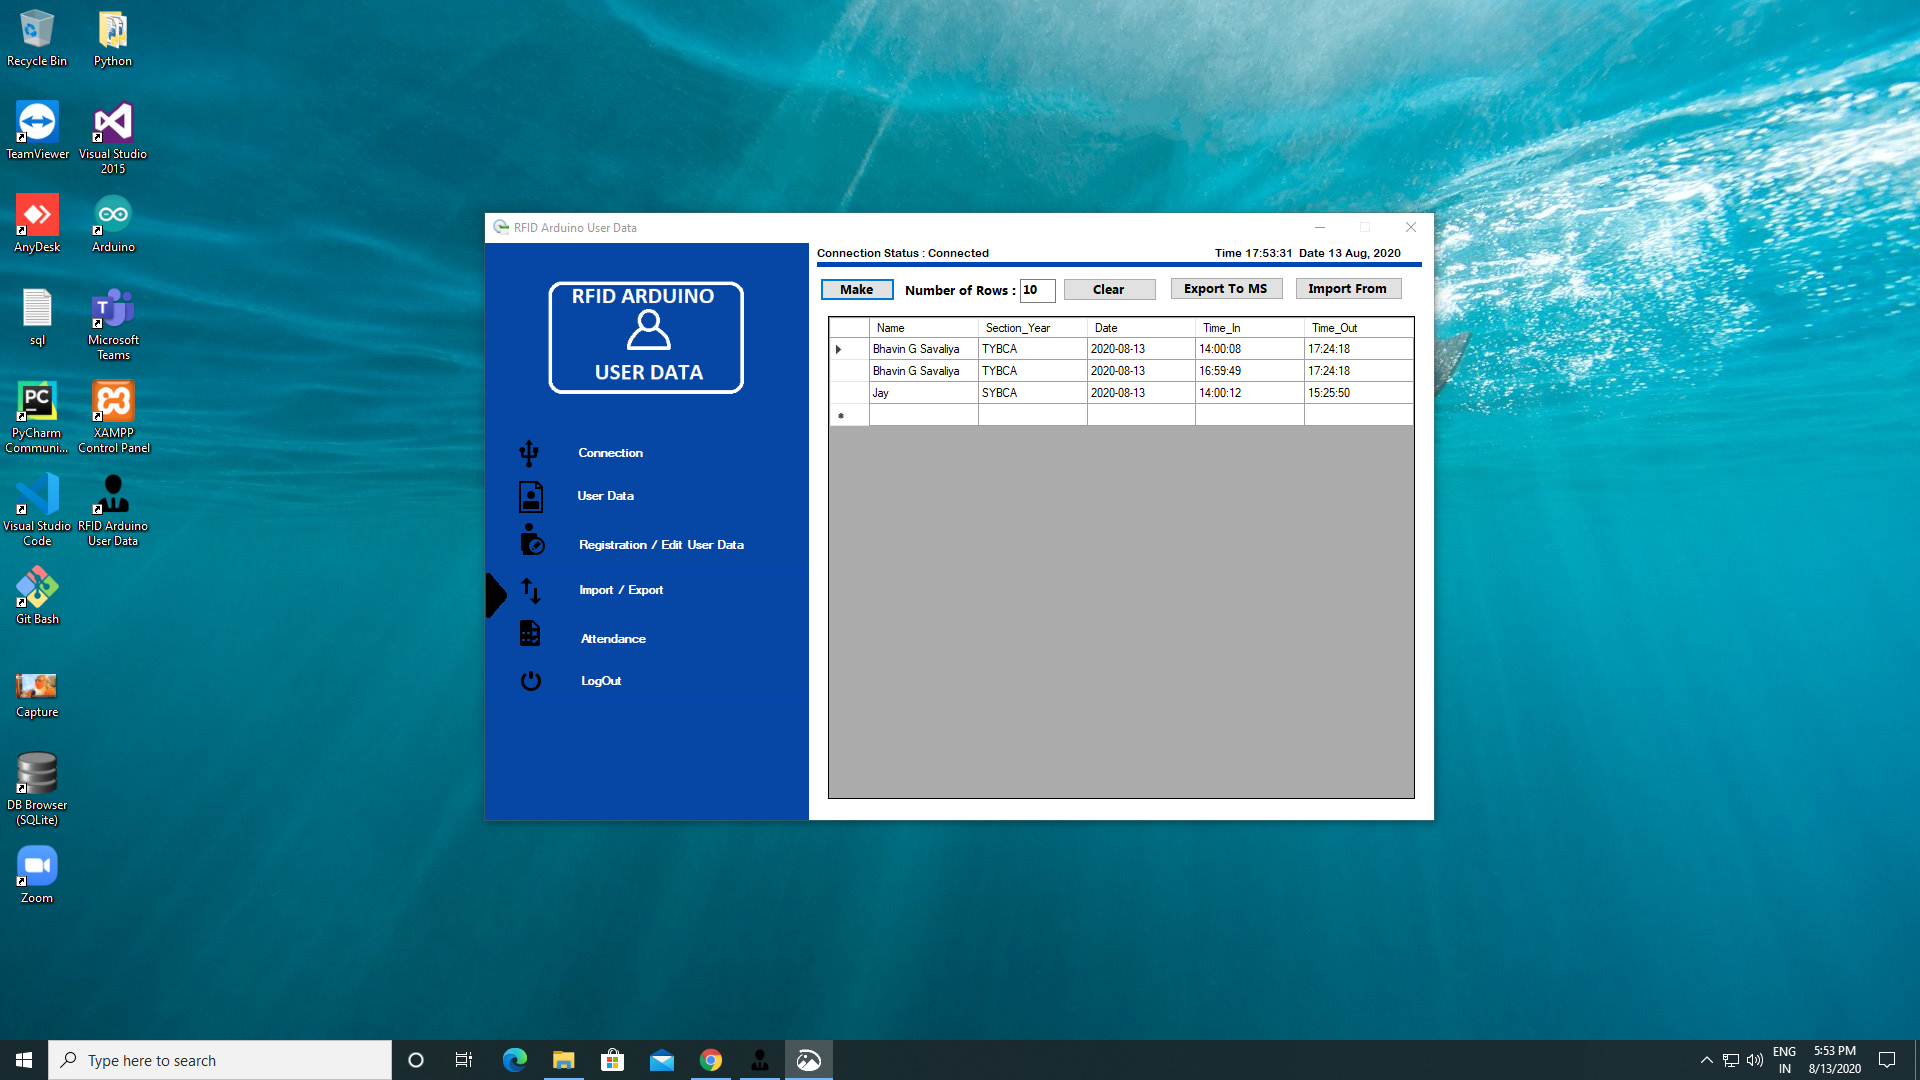 Recycle Bin
Python
TeamViewer
Visual Studio
2015
AnyDesk
Arduino
sql
Microsoft
Teams
PyCharm
Communi...
XAMPP
Control Panel
Visual Studio
Code
RFID Arduino
User Data
Git Bash
Capture
DB Browser
(SQLite)
Zoom
RFID Arduino User Data
RFID ARDUINO
USER DATA
Connection
User Data
Registration / Edit User Data
Import / Export
Attendance
LogOut
Connection Status : Connected
Time 17:53:31 Date 13 Aug, 2020
Make
Number of Rows : 10
Clear
Export To MS
Import From
Name Section_Year Date Time_In Time_Out
Bhavin G Savaliya TYBCA 2020-08-13 14:00:08 17:24:18
Bhavin G Savaliya TYBCA 2020-08-13 16:59:49 17:24:18
Jay SYBCA 2020-08-13 14:00:12 15:25:50
Type here to search
ENG
IN
5:53 PM
8/13/2020
PC
T